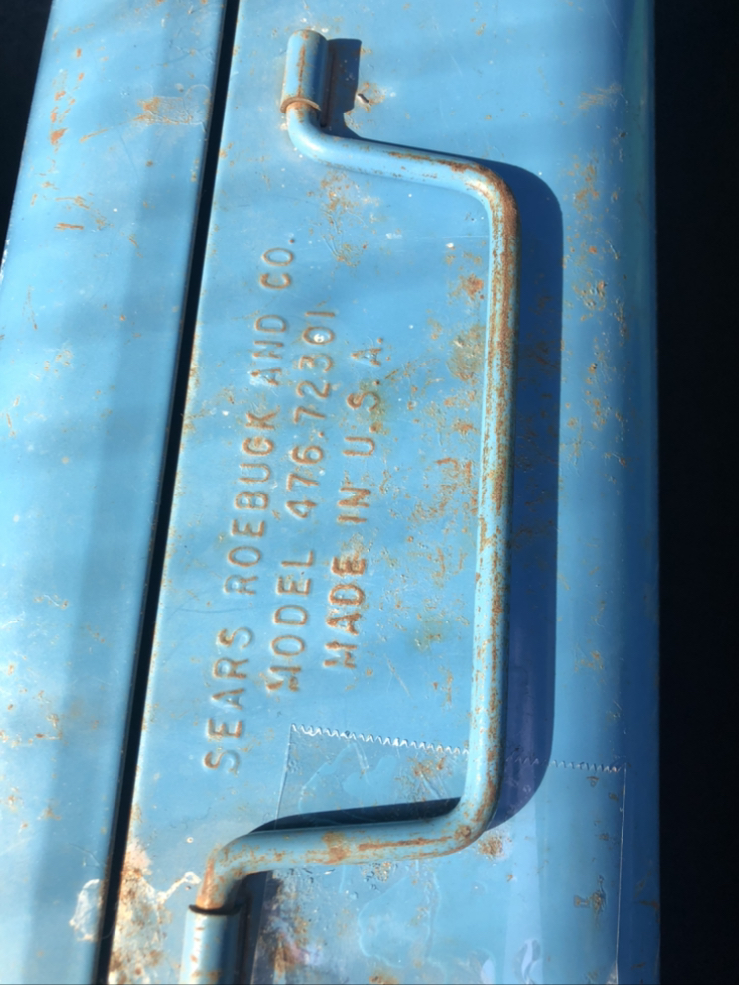 SEARS ROEBUCK AND CO.
MODEL 476.72301
MADE IN U.S.A.